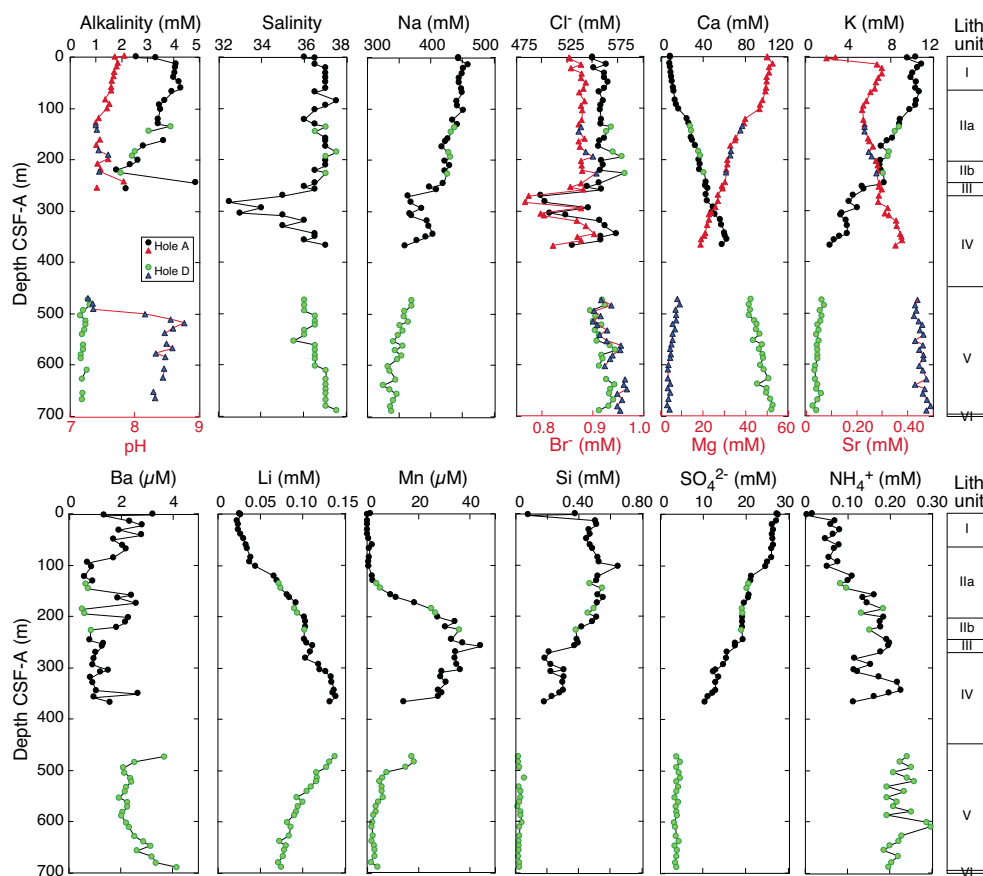 Alkalinity (mM) Salinity Na (mM) Cl- (mM) Ca (mM) K (mM) Lith. unit
0 1 2 3 4 5 32 34 36 38 300 400 500 475 525 575 0 40 80 120 0 4 8 12
0
100
200
300
400
500
600
700
Depth CSF-A (m)
Hole A
Hole D
I
IIa
IIb
III
IV
V
VI
7 8 9 0.8 0.9 1.0 0 20 40 60 0 0.20 0.40
pH Br- (mM) Mg (mM) Sr (mM)
Ba (µM) Li (mM) Mn (µM) Si (mM) SO42- (mM) NH4+ (mM) Lith. unit
0 2 4 0 0.05 0.10 0.15 0 10 20 30 40 50 0 0.40 0.80 0 10 20 30 0 0.10 0.20 0.30
0
100
200
300
400
500
600
700
Depth CSF-A (m)
I
IIa
IIb
III
IV
V
VI